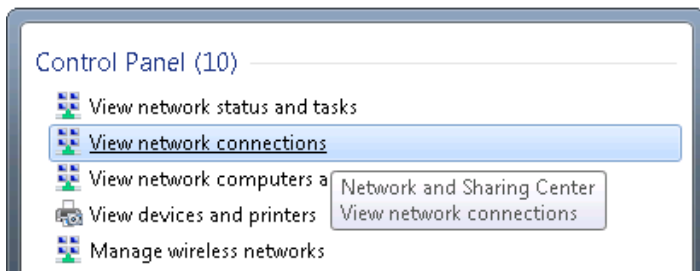 Control Panel (10)
View network status and tasks
View network connections
View network computers a
Network and Sharing Center
View network connections
View devices and printers
Manage wireless networks